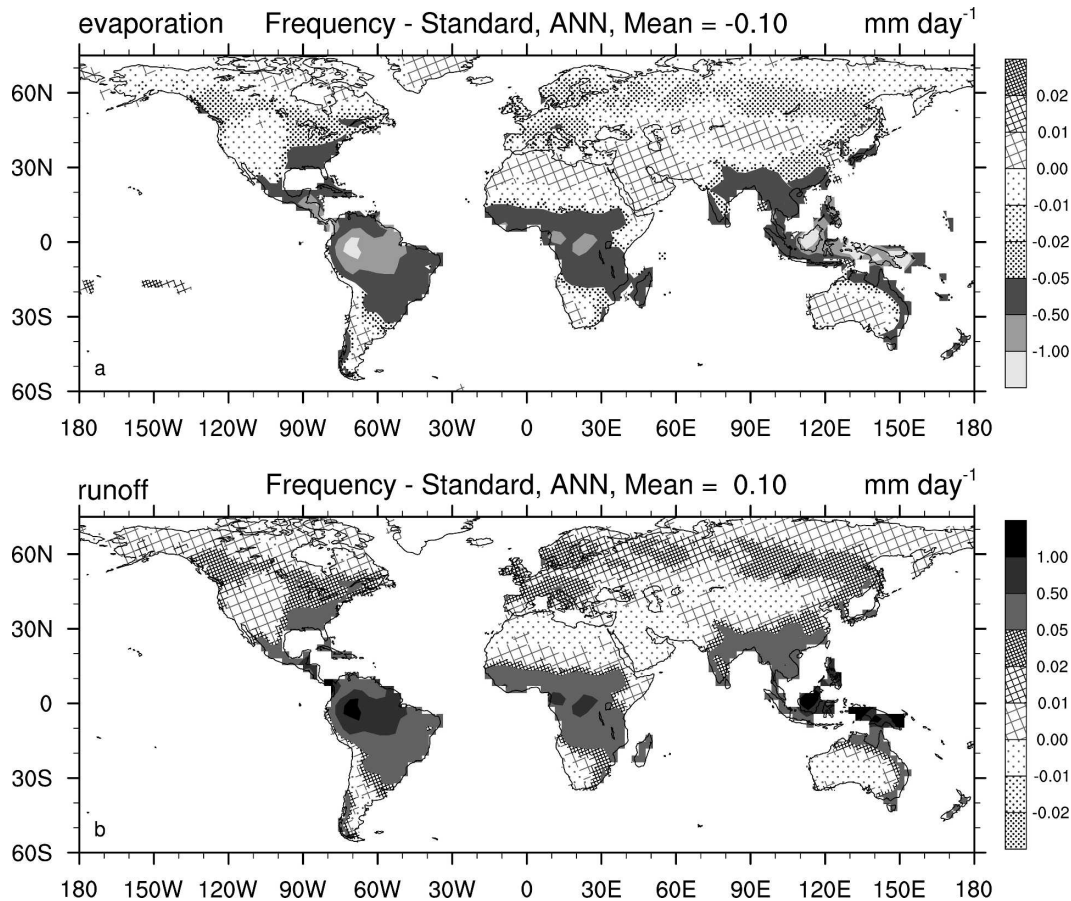 evaporation Frequency - Standard, ANN, Mean = -0.10 mm day-1
60N
30N
0
30S
60S
a
180 150W 120W 90W 60W 30W 0 30E 60E 90E 120E 150E 180
0.02
0.01
0.00
-0.01
-0.02
-0.05
-0.50
-1.00
runoff Frequency - Standard, ANN, Mean = 0.10 mm day-1
60N
30N
0
30S
60S
b
180 150W 120W 90W 60W 30W 0 30E 60E 90E 120E 150E 180
1.00
0.50
0.05
0.02
0.01
0.00
-0.01
-0.02